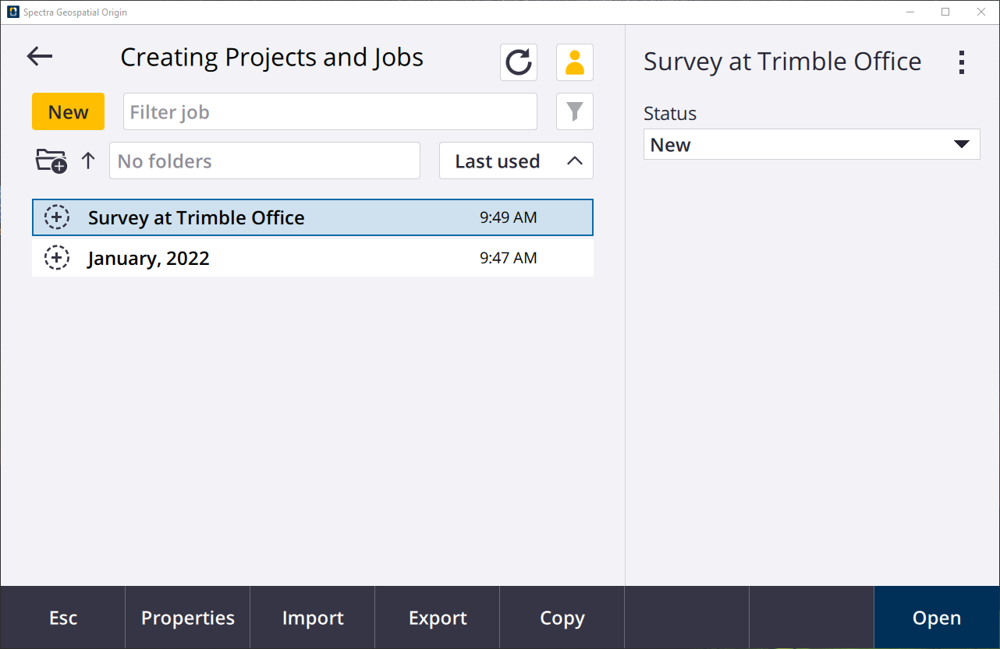 Spectra Geospatial Origin
Creating Projects and Jobs
New
Filter job
No folders
Last used
Survey at Trimble Office 9:49 AM
January, 2022 9:47 AM
Survey at Trimble Office
Status
New
Esc Properties Import Export Copy Open